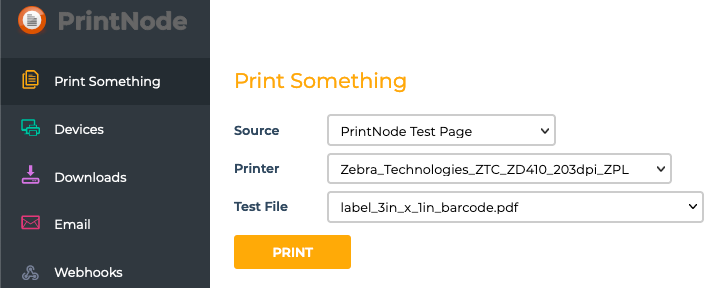 PrintNode
Print Something
Devices
Downloads
Email
Webhooks
Print Something
Source PrintNode Test Page
Printer Zebra_Technologies_ZTC_ZD410_203dpi_ZPL
Test File label_3in_x_1in_barcode.pdf
PRINT